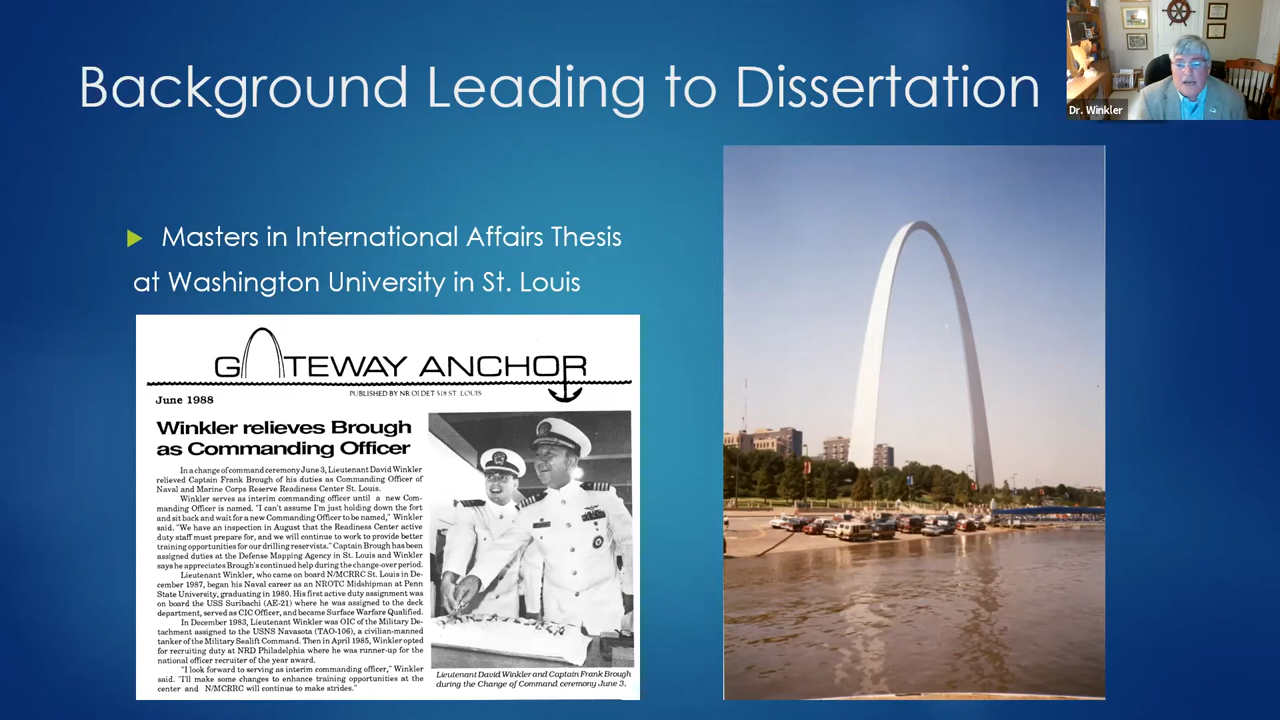 Background Leading to Dissertation
Dr. Winkler
Masters in International Affairs Thesis
at Washington University in St. Louis
GATEWAY ANCHOR
PUBLISHED BY NR OI DET 518 ST. LOUIS
June 1988
Winkler relieves Brough
as Commanding Officer
In a change of command ceremony June 3, Lieutenant David Winkler
relieved Captain Frank Brough of his duties as Commanding Officer of
Naval and Marine Corps Reserve Readiness Center St. Louis.
Winkler serves as interim commanding officer until a new Com-
manding Officer is named. "I can't assume I'm just holding down the fort
and sit back and wait for a new Commanding Officer to be named," Winkler
said. "We have an inspection in August that the Readiness Center active
duty staff must prepare for, and we will continue to work to provide better
training opportunities for our drilling reservists." Captain Brough has been
assigned duties at the Defense Mapping Agency in St. Louis and Winkler
says he appreciates Brough's continued help during the change-over period.
Lieutenant Winkler, who came on board N/MCRRC St. Louis in De-
cember 1987, began his Naval career as an NROTC Midshipman at Penn
State University, graduating in 1980. His first active duty assignment was
on board the USS Suribachi (AE-21) where he was assigned to the deck
department, served as CIC Officer, and became Surface Warfare Qualified.
In December 1983, Lieutenant Winkler was OIC of the Military De-
tachment assigned to the USNS Navasota (TAO-106), a civilian-manned
tanker of the Military Sealift Command. Then in April 1985, Winkler opted
for recruiting duty at NRD Philadelphia where he was runner-up for the
national officer recruiter of the year award.
"I look forward to serving as interim commanding officer," Winkler
said. "I'll make some changes to enhance training opportunities at the
center and N/MCRRC will continue to make strides."
Lieutenant David Winkler and Captain Frank Brough
during the Change of Command ceremony June 3.